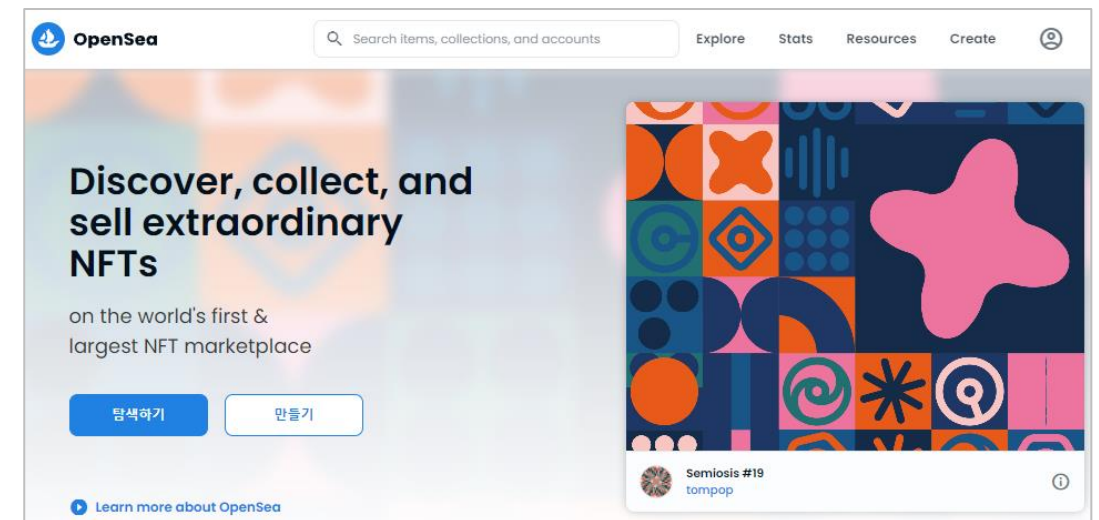 OpenSea
Search items, collections, and accounts
Explore
Stats
Resources
Create
Discover, collect, and
sell extraordinary
NFTs
on the world's first &
largest NFT marketplace
탐색하기
만들기
Learn more about OpenSea
Semiosis #19
tompop